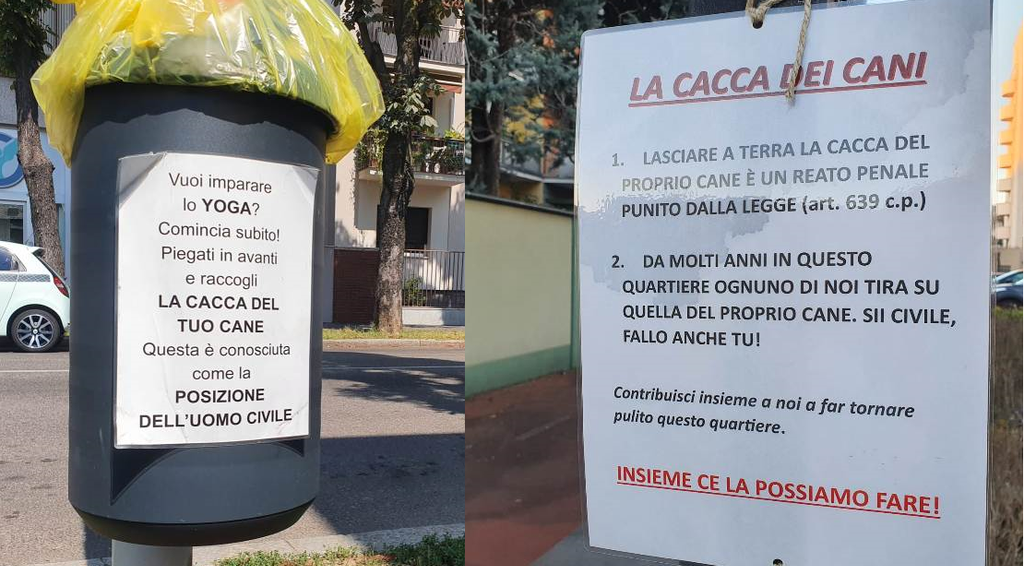 Vuoi imparare
lo YOGA?
Comincia subito!
Piegati in avanti
e raccogli
LA CACCA DEL
TUO CANE
Questa è conosciuta
come la
POSIZIONE
DELL'UOMO CIVILE
LA CACCA DEI CANI
1. LASCIARE A TERRA LA CACCA DEL
PROPRIO CANE È UN REATO PENALE
PUNITO DALLA LEGGE (art. 639 c.p.)
2. DA MOLTI ANNI IN QUESTO
QUARTIERE OGNUNO DI NOI TIRA SU
QUELLA DEL PROPRIO CANE. SII CIVILE,
FALLO ANCHE TU!
Contribuisci insieme a noi a far tornare
pulito questo quartiere.
INSIEME CE LA POSSIAMO FARE!